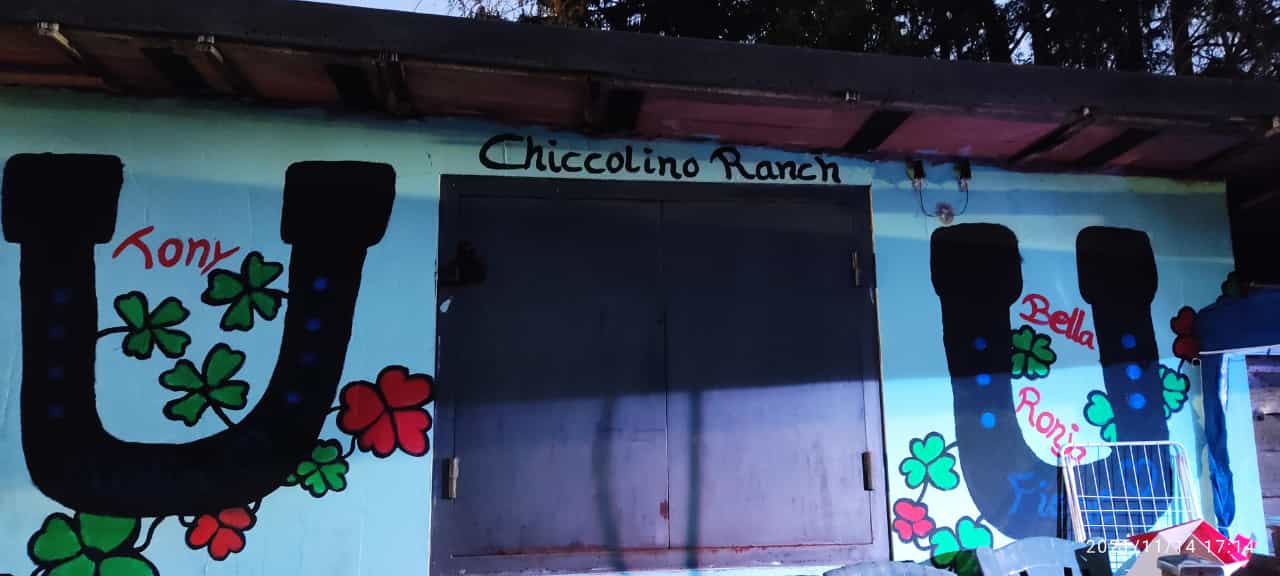 Chiccolino Ranch
Tony
Bella
Ronja
2021/11/14 17:14